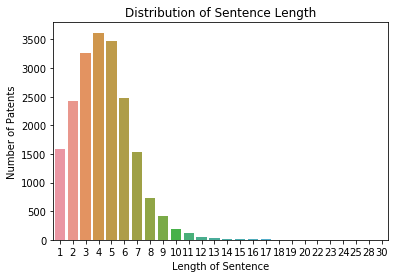 Distribution of Sentence Length
Number of Patents
3500
3000
2500
2000
1500
1000
500
0
1 2 3 4 5 6 7 8 9 10 11 12 13 14 15 16 17 18 19 20 22 23 24 25 28 30
Length of Sentence